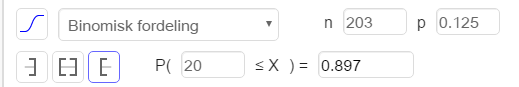 Binomisk fordeling n 203 p 0.125
P( 20 ≤ X ) = 0.897